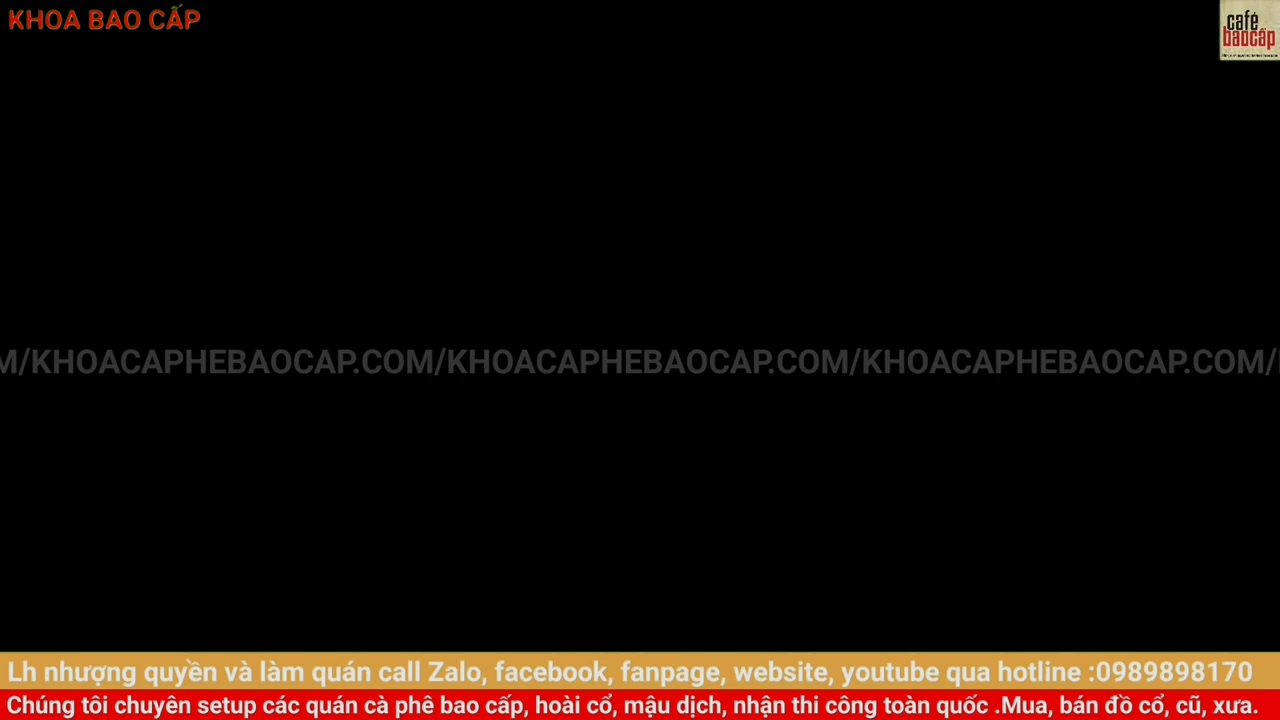 KHOA BAO CẤP
café
baocấp
M/KHOACAPHEBAOCAP.COM/KHOACAPHEBAOCAP.COM/KHOACAPHEBAOCAP.COM/
Lh nhượng quyền và làm quán call Zalo, facebook, fanpage, website, youtube qua hotline :0989898170
Chúng tôi chuyên setup các quán cà phê bao cấp, hoài cổ, mậu dịch, nhận thi công toàn quốc .Mua, bán đồ cổ, cũ, xưa.